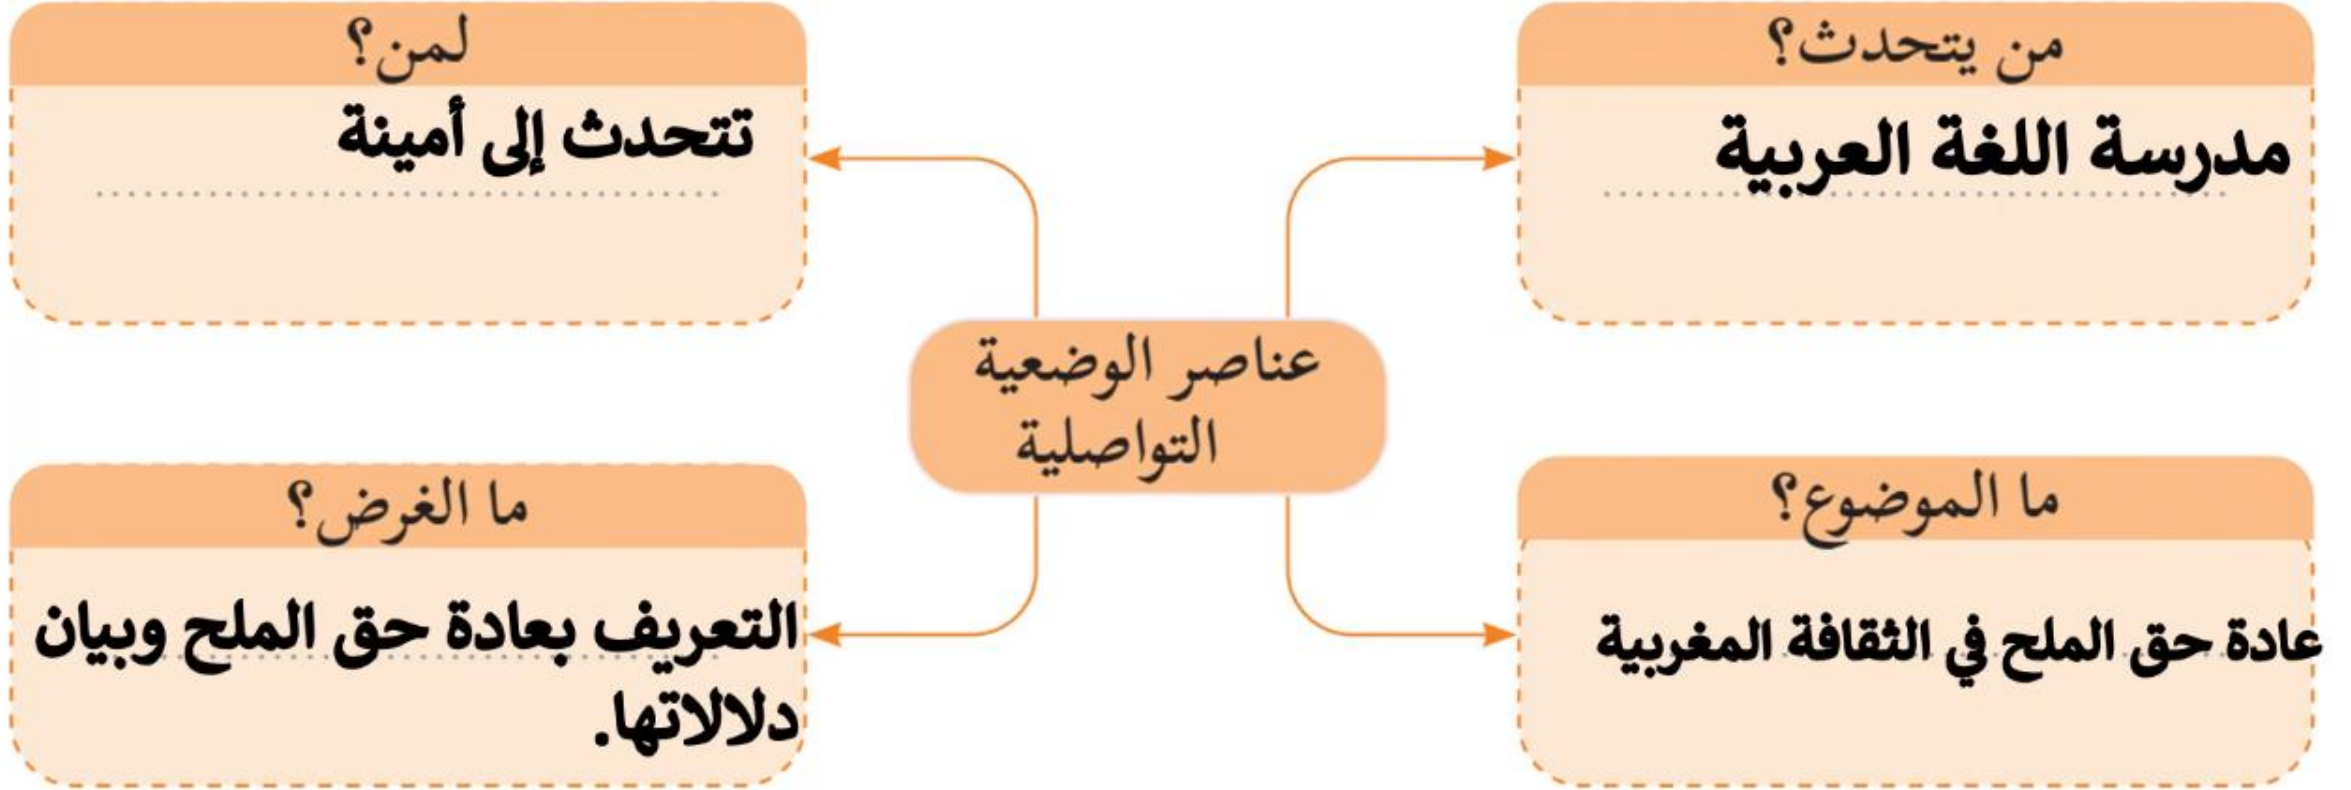 من يتحدث؟
مدرسة اللغة العربية
لمن؟
تتحدث إلى أمينة
عناصر الوضعية
التواصلية
ما الموضوع؟
عادة حق الملح في الثقافة المغربية
ما الغرض؟
التعريف بعادة حق الملح وبيان
دلالاتها.